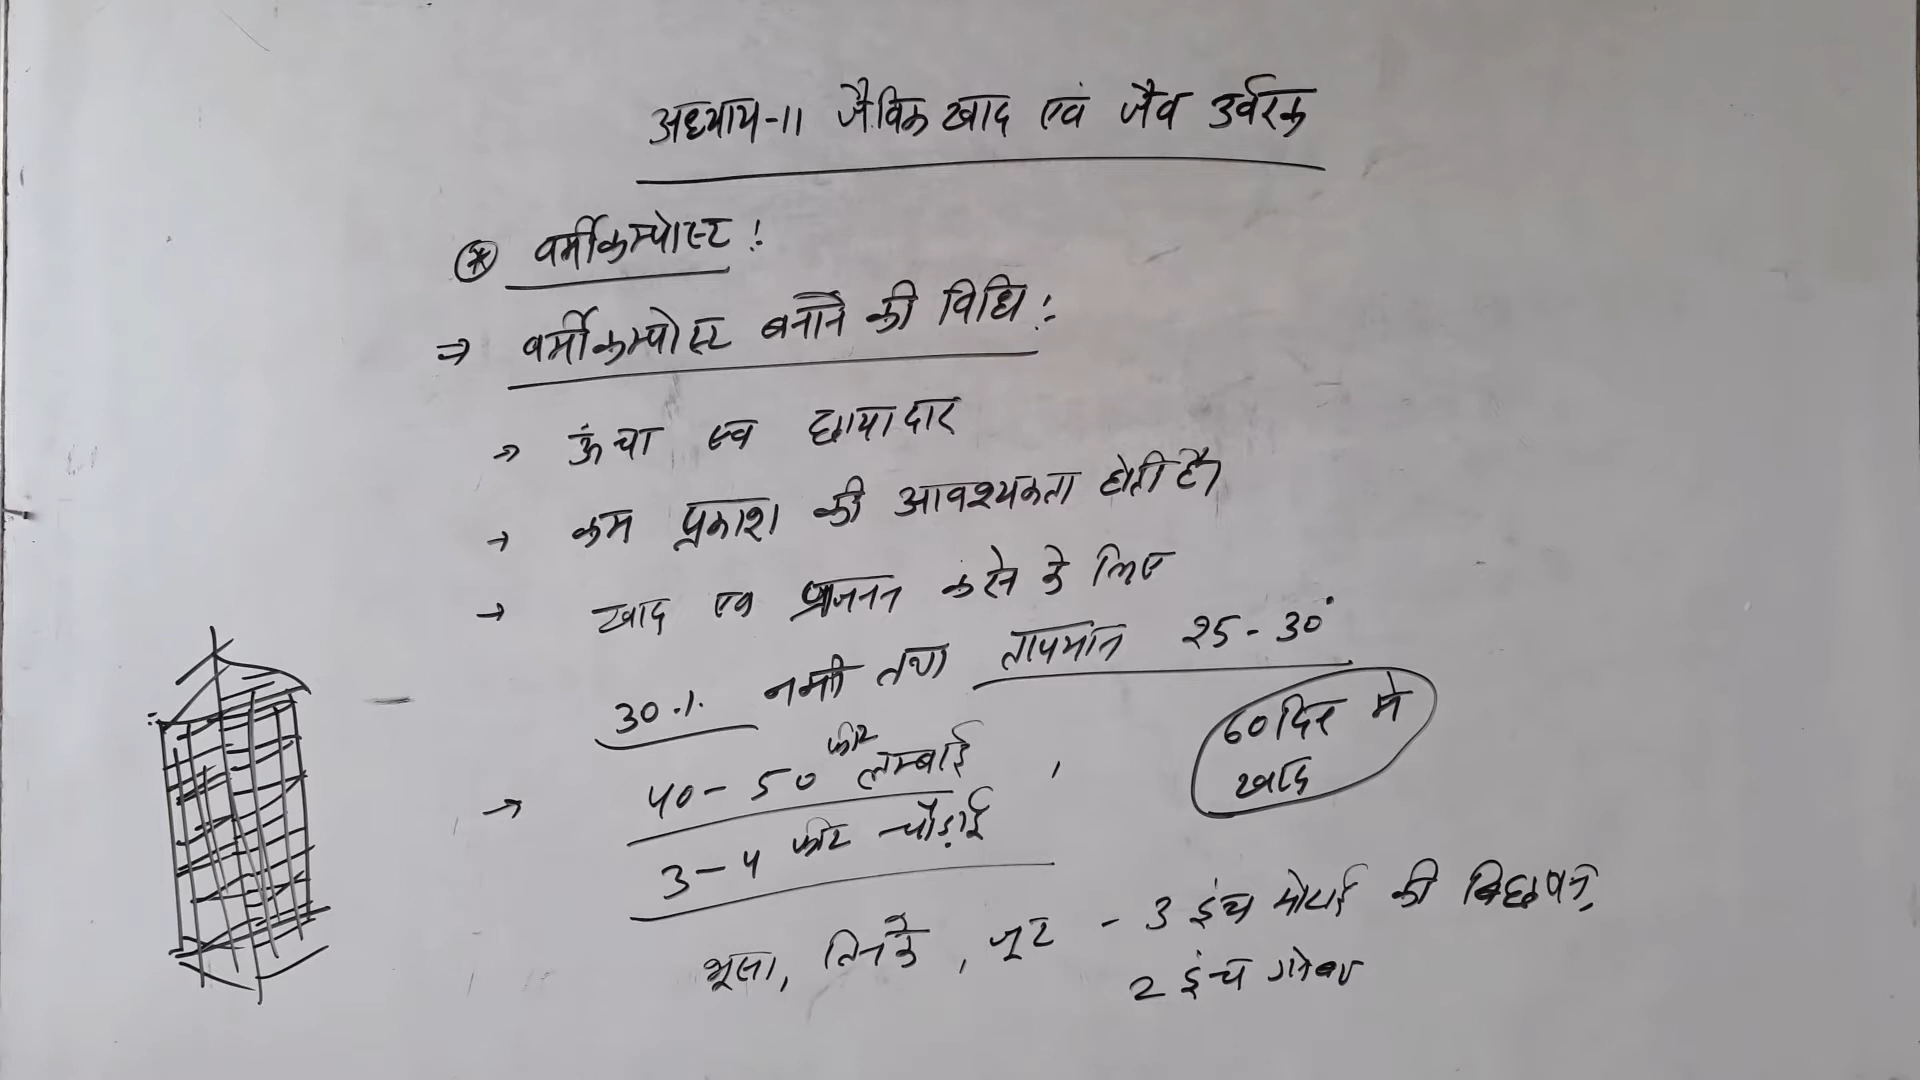 अध्याय-11 जैविक खाद एवं जैव उर्वरक
* वर्मीकम्पोस्ट :
⇒ वर्मीकम्पोस्ट बनाने की विधि :-
→ ऊंचा एव छायादार
→ कम प्रकाश की आवश्यकता होती है।
→ खाद एव प्रजनन करने के लिए
30% नमी तथा तापमान 25-30°
→ 40-50 फीट लम्बाई ,
3-4 फीट चौड़ाई
60 दिन मे
खाद
भूसा, तिनके, जूट - 3 इंच मोटाई की
2 इंच गोबर